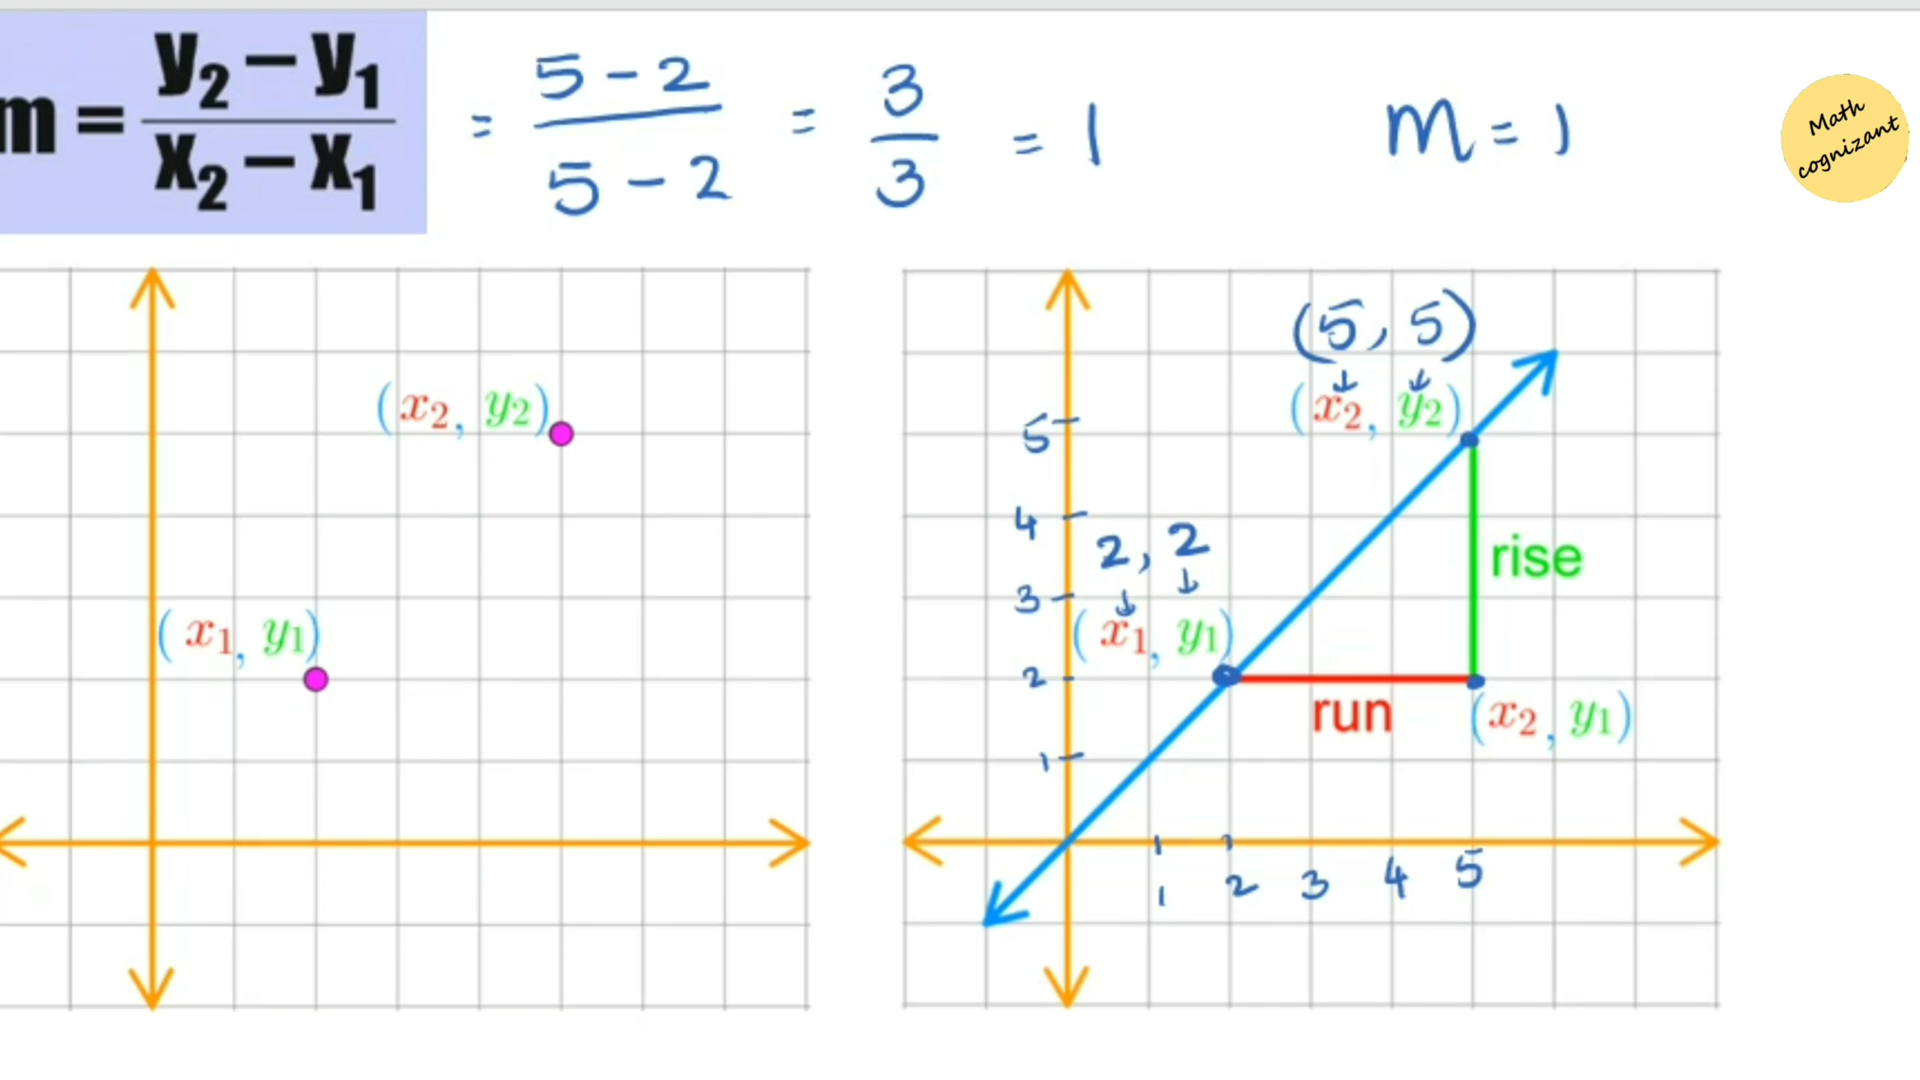 m = y₂ − y₁ / x₂ − x₁ = 5 - 2 / 5 - 2 = 3 / 3 = 1
m = 1
Math
cognizant
(x₂, y₂)
(x₁, y₁)
(5, 5)
(x₂, y₂)
5
4
2, 2
3
(x₁, y₁)
2
1
rise
run
(x₂, y₁)
1 2 3 4 5